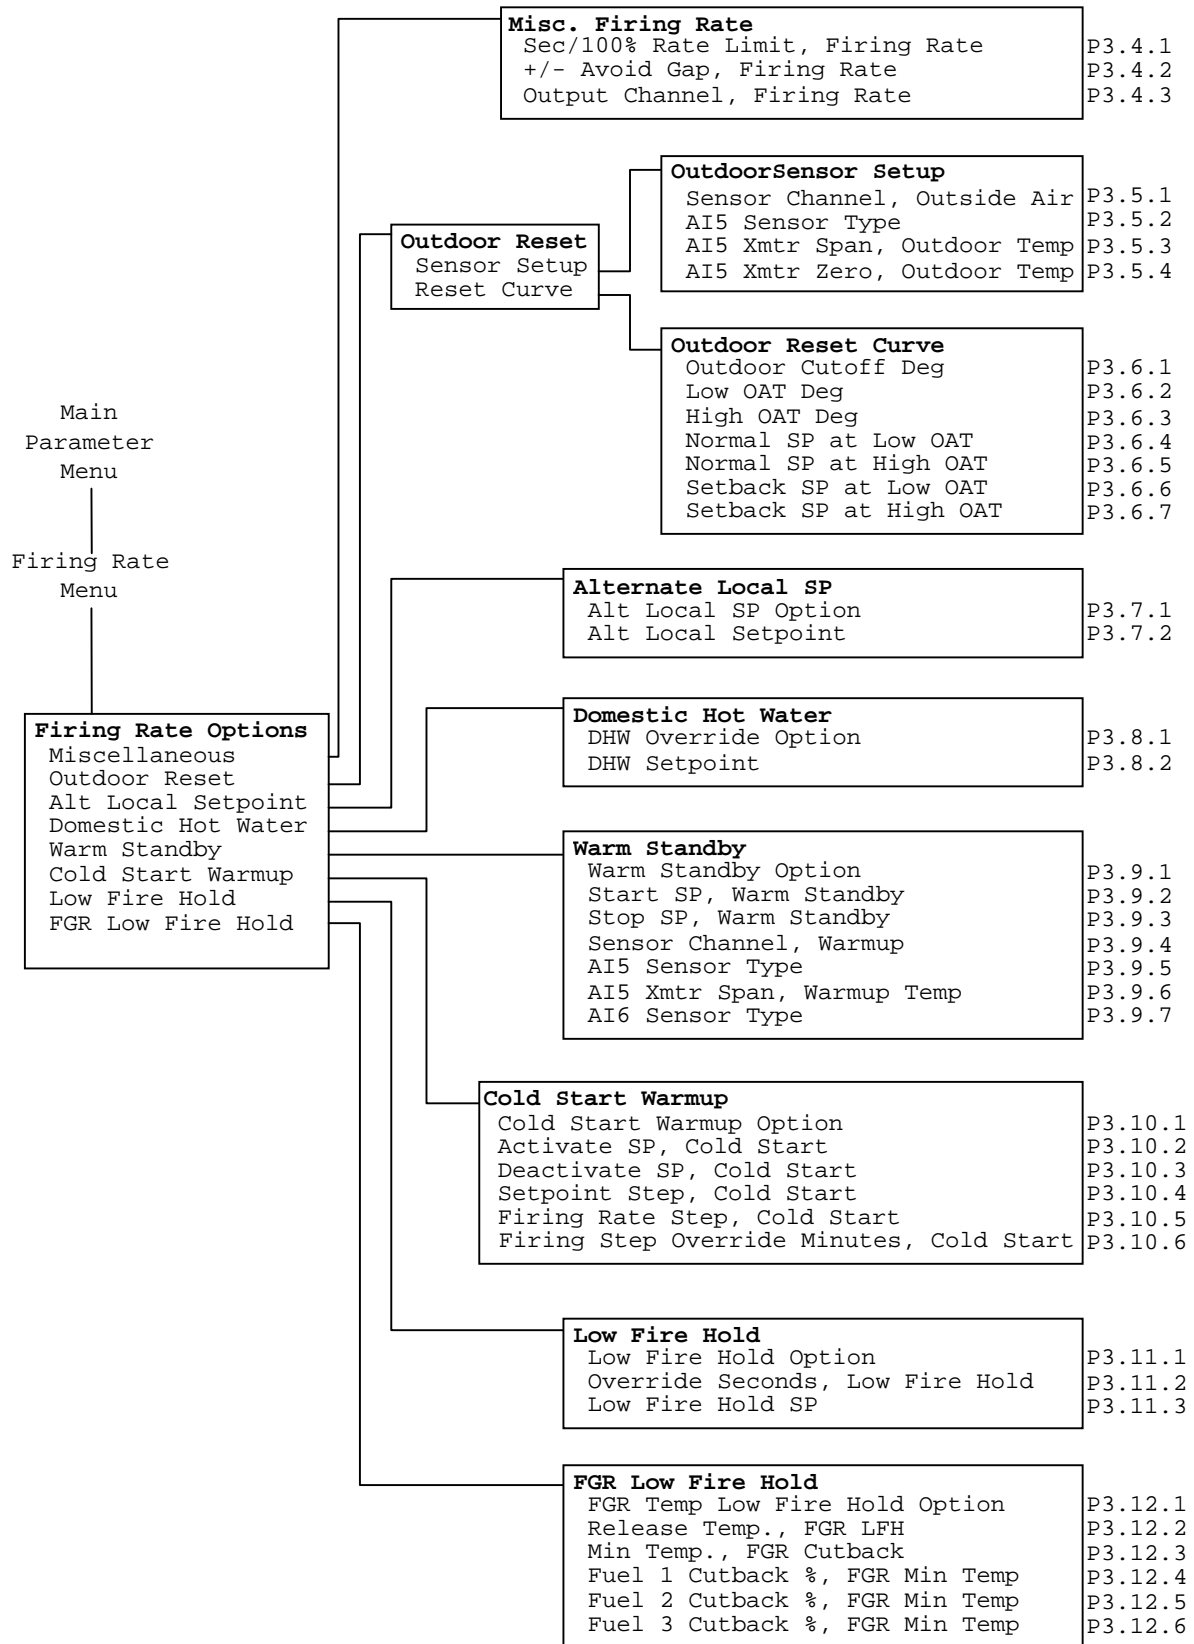 Misc. Firing Rate
Sec/100% Rate Limit, Firing Rate P3.4.1
+/- Avoid Gap, Firing Rate P3.4.2
Output Channel, Firing Rate P3.4.3
OutdoorSensor Setup
Sensor Channel, Outside Air P3.5.1
AI5 Sensor Type P3.5.2
AI5 Xmtr Span, Outdoor Temp P3.5.3
AI5 Xmtr Zero, Outdoor Temp P3.5.4
Outdoor Reset
Sensor Setup
Reset Curve
Outdoor Reset Curve
Outdoor Cutoff Deg P3.6.1
Low OAT Deg P3.6.2
High OAT Deg P3.6.3
Normal SP at Low OAT P3.6.4
Normal SP at High OAT P3.6.5
Setback SP at Low OAT P3.6.6
Setback SP at High OAT P3.6.7
Main
Parameter
Menu
Firing Rate
Menu
Alternate Local SP
Alt Local SP Option P3.7.1
Alt Local Setpoint P3.7.2
Firing Rate Options
Miscellaneous
Outdoor Reset
Alt Local Setpoint
Domestic Hot Water
Warm Standby
Cold Start Warmup
Low Fire Hold
FGR Low Fire Hold
Domestic Hot Water
DHW Override Option P3.8.1
DHW Setpoint P3.8.2
Warm Standby
Warm Standby Option P3.9.1
Start SP, Warm Standby P3.9.2
Stop SP, Warm Standby P3.9.3
Sensor Channel, Warmup P3.9.4
AI5 Sensor Type P3.9.5
AI5 Xmtr Span, Warmup Temp P3.9.6
AI6 Sensor Type P3.9.7
Cold Start Warmup
Cold Start Warmup Option P3.10.1
Activate SP, Cold Start P3.10.2
Deactivate SP, Cold Start P3.10.3
Setpoint Step, Cold Start P3.10.4
Firing Rate Step, Cold Start P3.10.5
Firing Step Override Minutes, Cold Start P3.10.6
Low Fire Hold
Low Fire Hold Option P3.11.1
Override Seconds, Low Fire Hold P3.11.2
Low Fire Hold SP P3.11.3
FGR Low Fire Hold
FGR Temp Low Fire Hold Option P3.12.1
Release Temp., FGR LFH P3.12.2
Min Temp., FGR Cutback P3.12.3
Fuel 1 Cutback %, FGR Min Temp P3.12.4
Fuel 2 Cutback %, FGR Min Temp P3.12.5
Fuel 3 Cutback %, FGR Min Temp P3.12.6